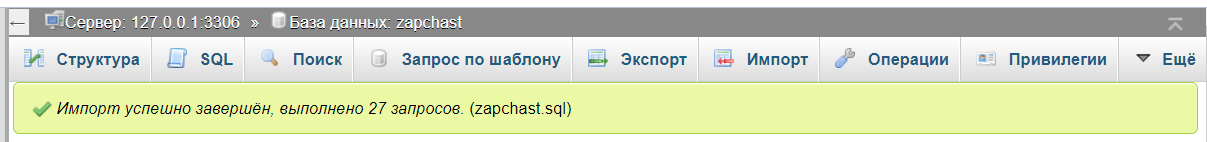 Сервер: 127.0.0.1:3306 » База данных: zapchast
Структура SQL Поиск Запрос по шаблону Экспорт Импорт Операции Привилегии Ещё
Импорт успешно завершён, выполнено 27 запросов. (zapchast.sql)